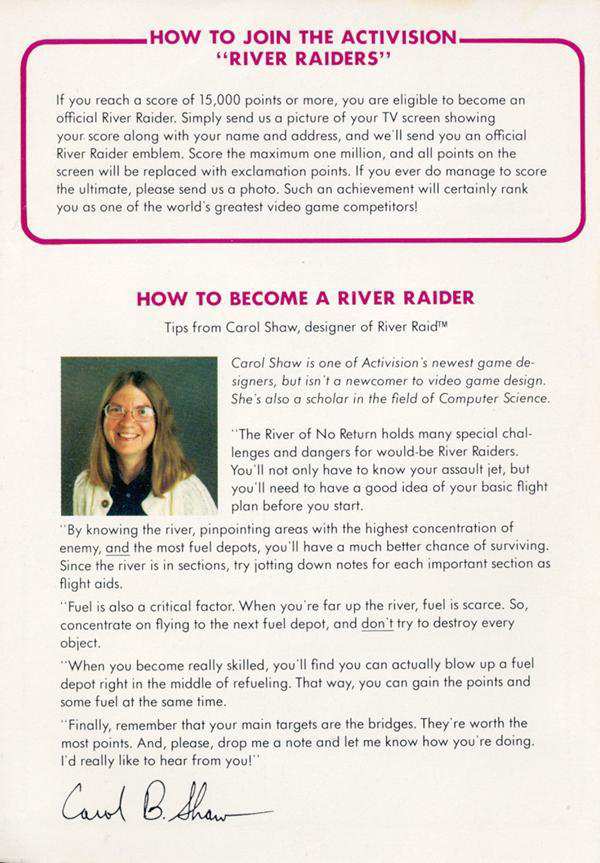 HOW TO JOIN THE ACTIVISION
"RIVER RAIDERS"
If you reach a score of 15,000 points or more, you are eligible to become an
official River Raider. Simply send us a picture of your TV screen showing
your score along with your name and address, and we'll send you an official
River Raider emblem. Score the maximum one million, and all points on the
screen will be replaced with exclamation points. If you ever do manage to score
the ultimate, please send us a photo. Such an achievement will certainly rank
you as one of the world's greatest video game competitors!
HOW TO BECOME A RIVER RAIDER
Tips from Carol Shaw, designer of River Raid™
Carol Shaw is one of Activision's newest game de-
signers, but isn't a newcomer to video game design.
She's also a scholar in the field of Computer Science.
"The River of No Return holds many special chal-
lenges and dangers for would-be River Raiders.
You'll not only have to know your assault jet, but
you'll need to have a good idea of your basic flight
plan before you start.
"By knowing the river, pinpointing areas with the highest concentration of
enemy, and the most fuel depots, you'll have a much better chance of surviving.
Since the river is in sections, try jotting down notes for each important section as
flight aids.
"Fuel is also a critical factor. When you're far up the river, fuel is scarce. So,
concentrate on flying to the next fuel depot, and don't try to destroy every
object.
"When you become really skilled, you'll find you can actually blow up a fuel
depot right in the middle of refueling. That way, you can gain the points and
some fuel at the same time.
"Finally, remember that your main targets are the bridges. They're worth the
most points. And, please, drop me a note and let me know how you're doing.
I'd really like to hear from you!"
Carol B. Shaw